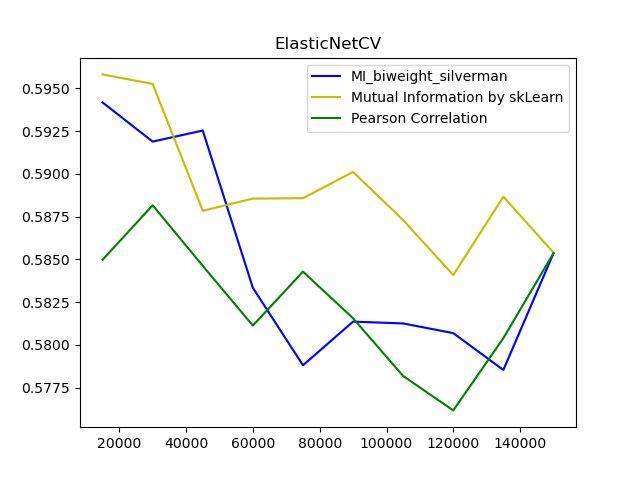 ElasticNetCV
MI_biweight_silverman
Mutual Information by skLearn
Pearson Correlation
0.5950
0.5925
0.5900
0.5875
0.5850
0.5825
0.5800
0.5775
20000 40000 60000 80000 100000 120000 140000